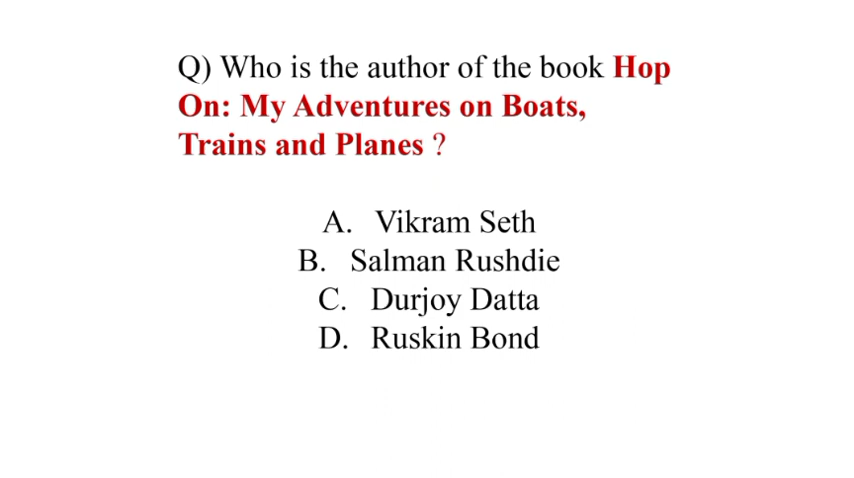 Q) Who is the author of the book Hop
On: My Adventures on Boats,
Trains and Planes ?
A. Vikram Seth
B. Salman Rushdie
C. Durjoy Datta
D. Ruskin Bond